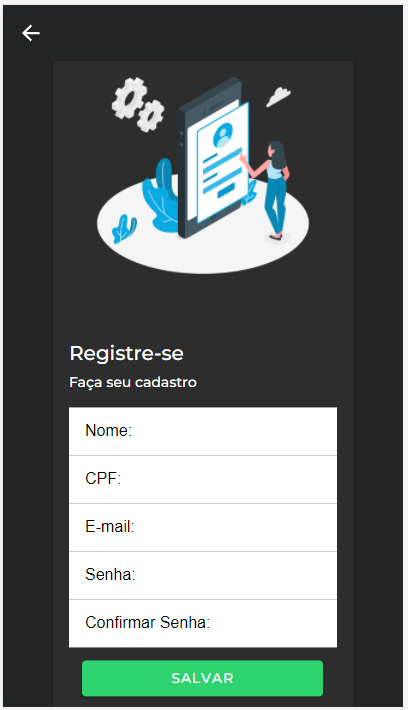 Registre-se
Faça seu cadastro
Nome:
CPF:
E-mail:
Senha:
Confirmar Senha:
SALVAR